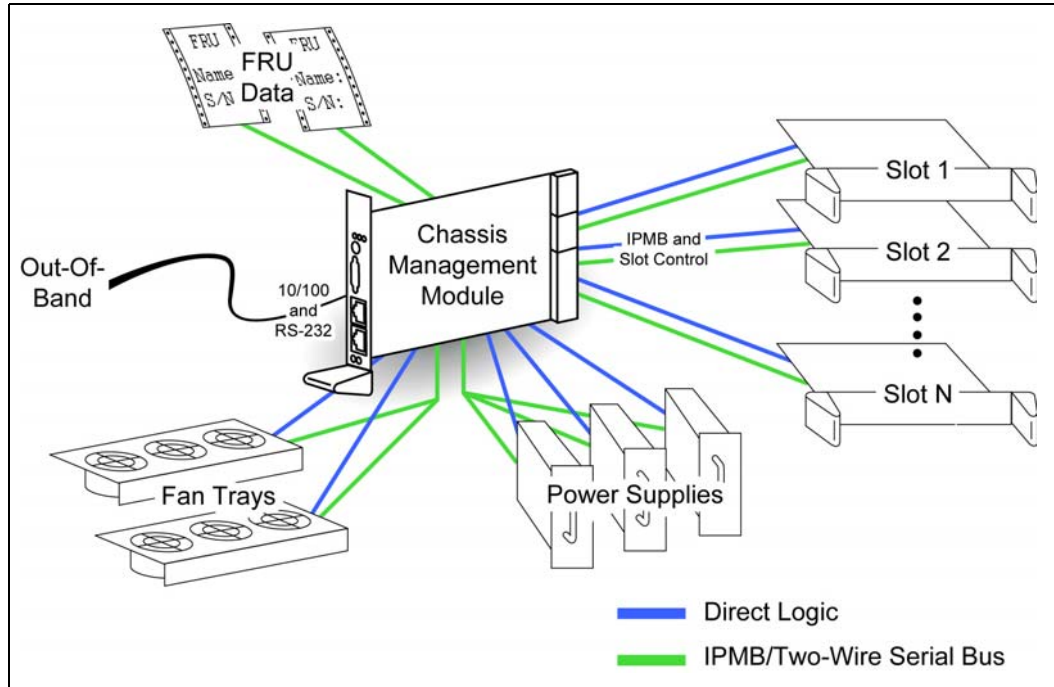 FRU
FRU
FRU
Data
Name
Name:
S/N
S/N:
Chassis
Management
Module
Out-Of-
Band
10/100
and
RS-232
IPMB and
Slot Control
Slot 1
Slot 2
Slot N
Fan Trays
Power Supplies
Direct Logic
IPMB/Two-Wire Serial Bus